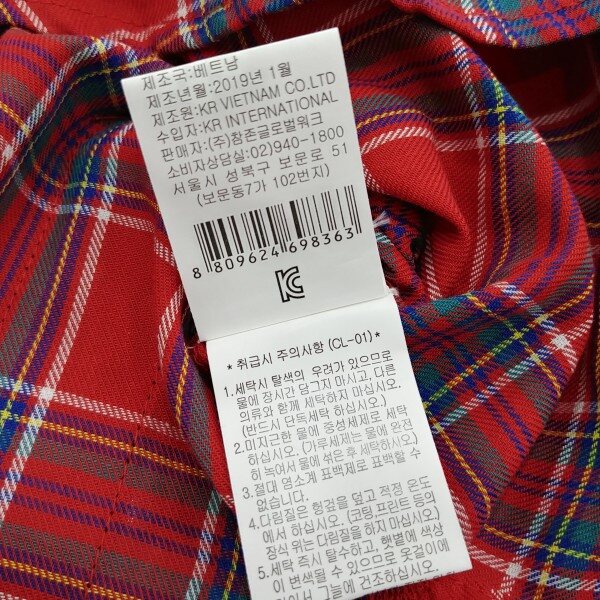 제조국:베트남
제조년월:2019년 1월
제조원:KR VIETNAM CO.LTD
수입자:KR INTERNATIONAL
판매자:(주)창존글로벌워크
소비자상담실:02)940-1800
서울시 성북구 보문로 51
(보문동7가 102번지)
8 809624 698363
KC
* 취급시 주의사항 (CL-01) *
1.세탁시 탈색의 우려가 있으므로
물에 장시간 담그지 마시고, 다른
의류와 함께 세탁하지 마십시오.
(반드시 단독세탁 하십시오.)
2.미지근한 물에 중성세제로 세탁
하십시오. (가루세제는 물에 완전
히 녹여서 물에 섞은 후 세탁하십시오)
3.절대 염소계 표백제로 표백할 수
없습니다.
4.다림질은 헝겊을 덮고 적정 온도
에서 하십시오. (코팅 프린트 등의
장식 위는 다림질을 하지 마십시오)
5.세탁 즉시 탈수하고, 햇볕에 색상
이 변색될 수 있으므로 옷걸이에
걸어서 그늘에 건조하십시오.